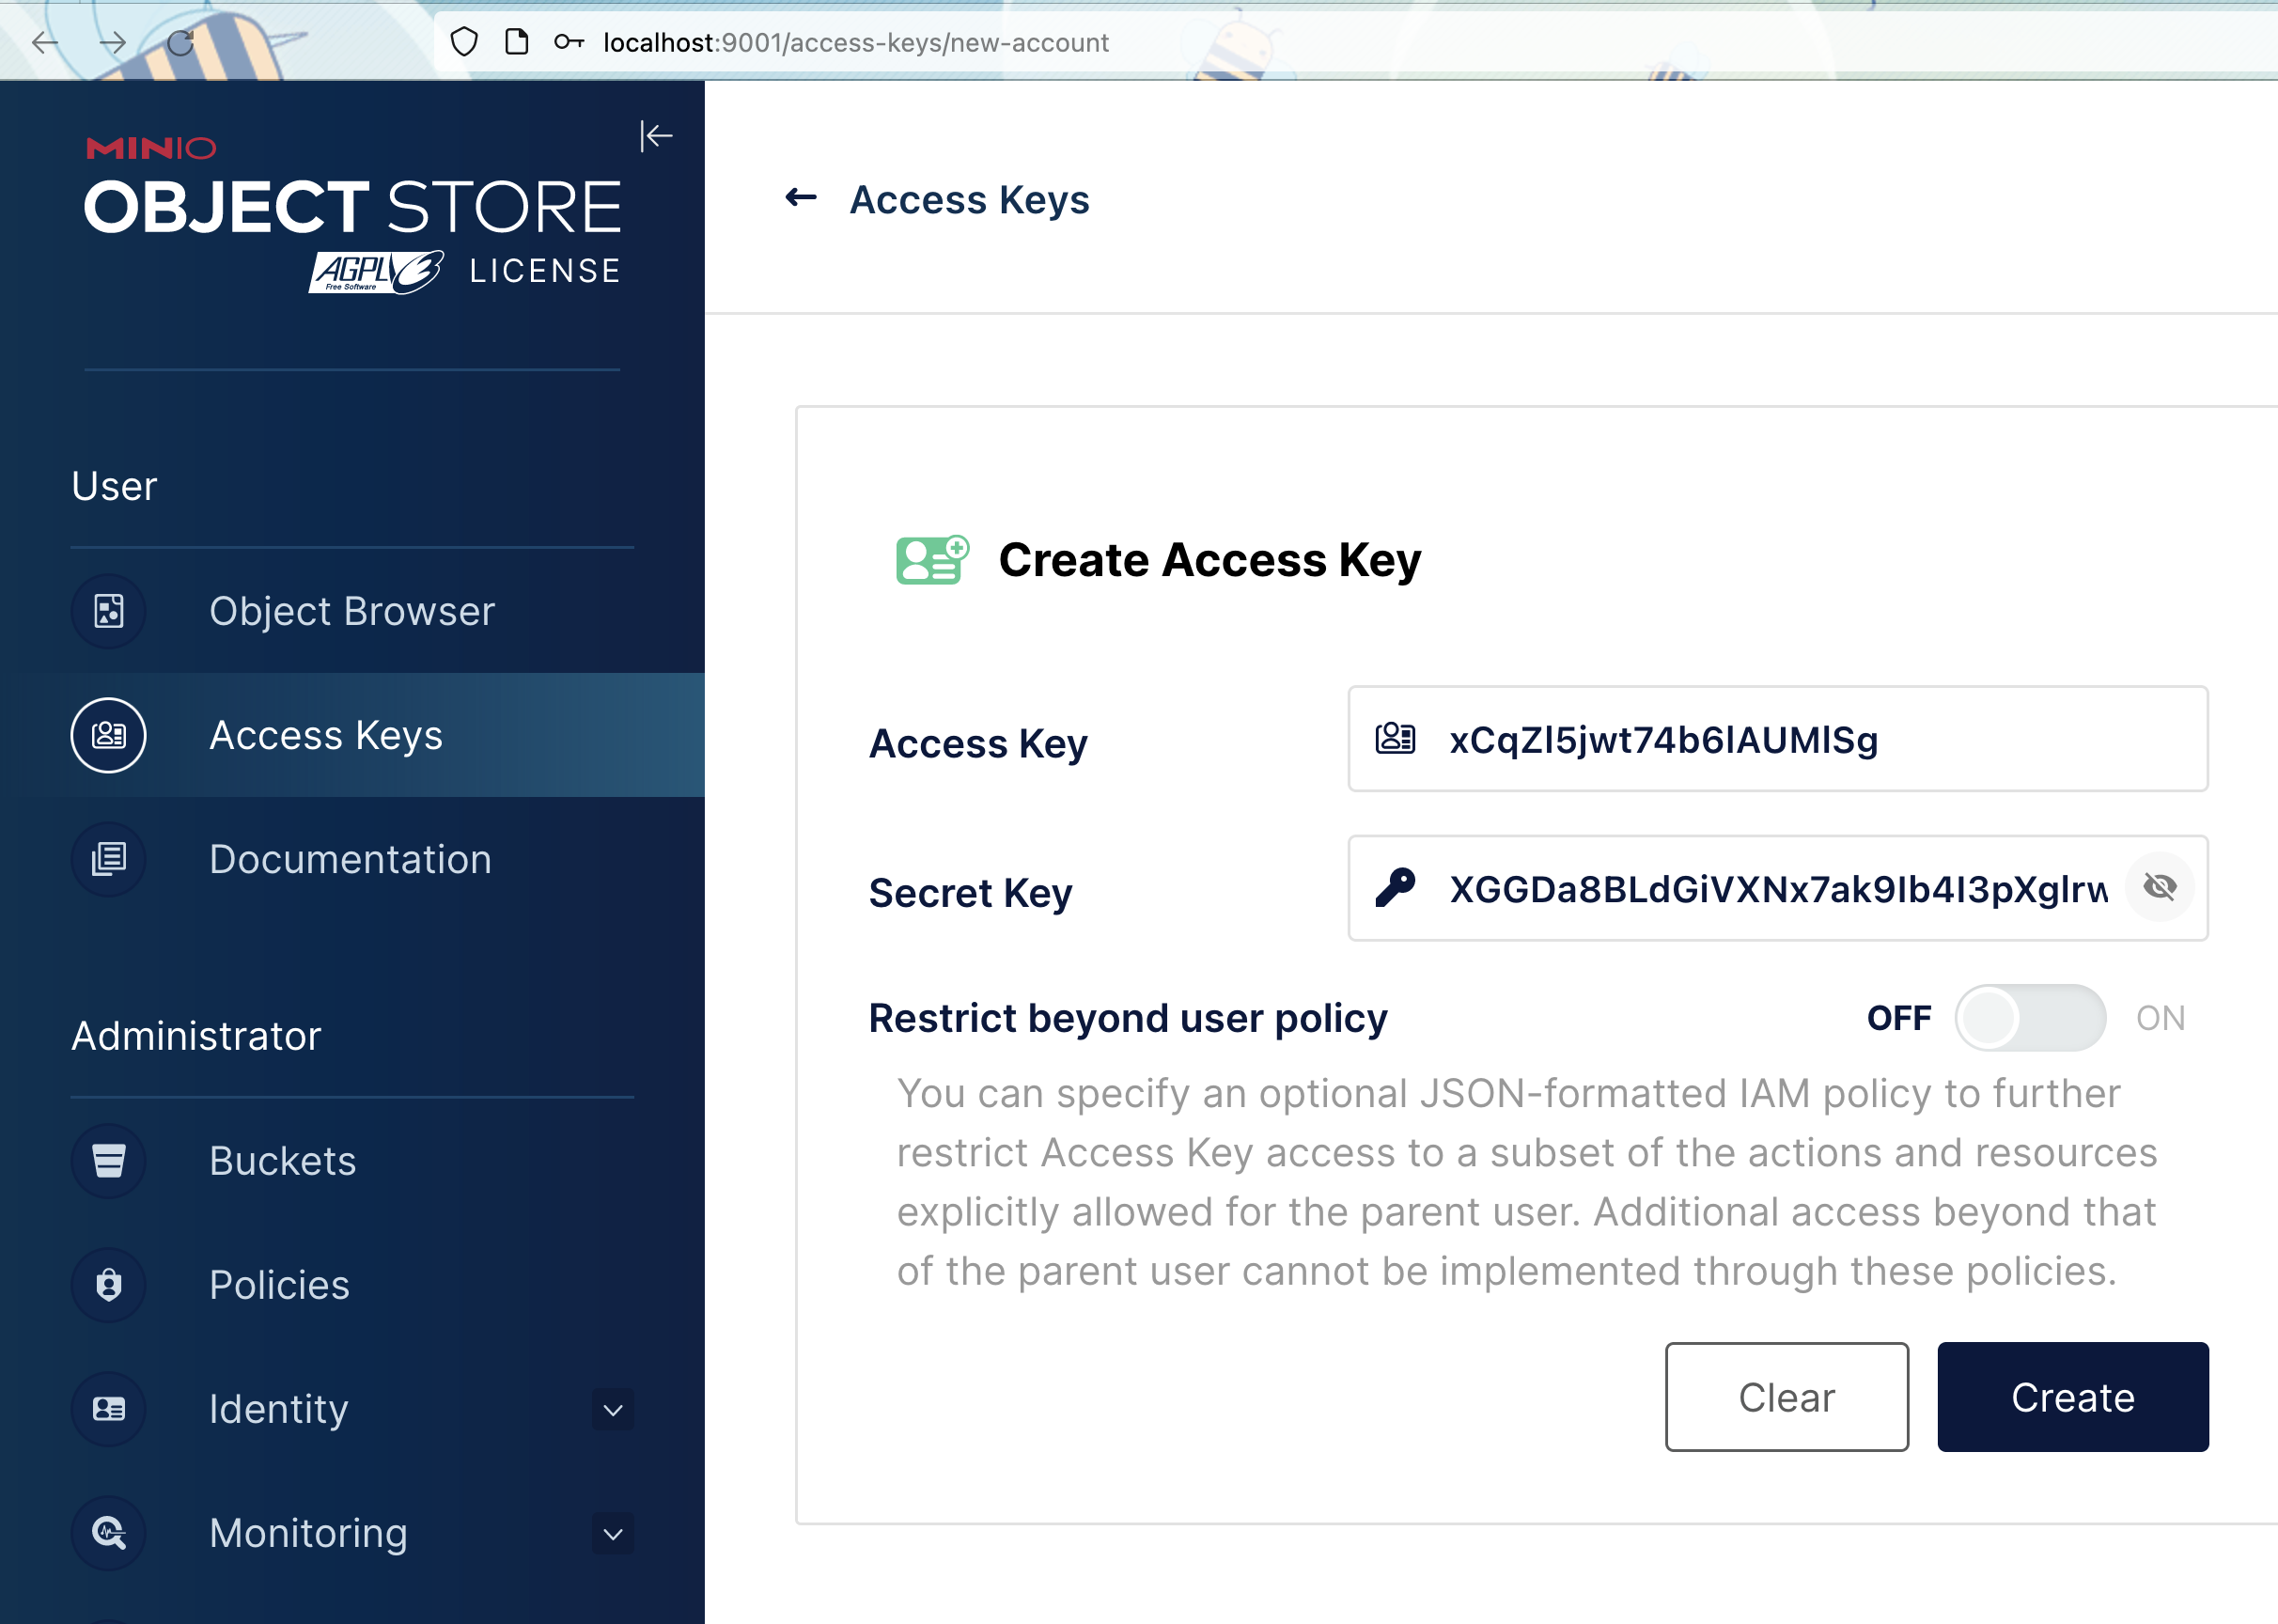 localhost:9001/access-keys/new-account
MINIO
OBJECT STORE
AGPL
Free Software
LICENSE
User
Object Browser
Access Keys
Documentation
Administrator
Buckets
Policies
Identity
Monitoring
Access Keys
Create Access Key
Access Key
xCqZl5jwt74b6lAUMlSg
Secret Key
XGGDa8BLdGiVXNx7ak9Ib4I3pXglrw
Restrict beyond user policy
OFF
ON
You can specify an optional JSON-formatted IAM policy to further
restrict Access Key access to a subset of the actions and resources
explicitly allowed for the parent user. Additional access beyond that
of the parent user cannot be implemented through these policies.
Clear
Create